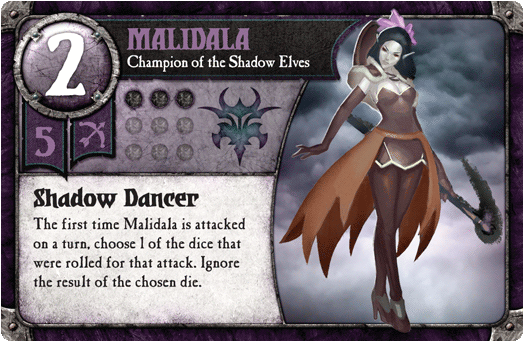 2
MALIDALA
Champion of the Shadow Elves
5
Shadow Dancer
The first time Malidala is attacked
on a turn, choose 1 of the dice that
were rolled for that attack. Ignore
the result of the chosen die.